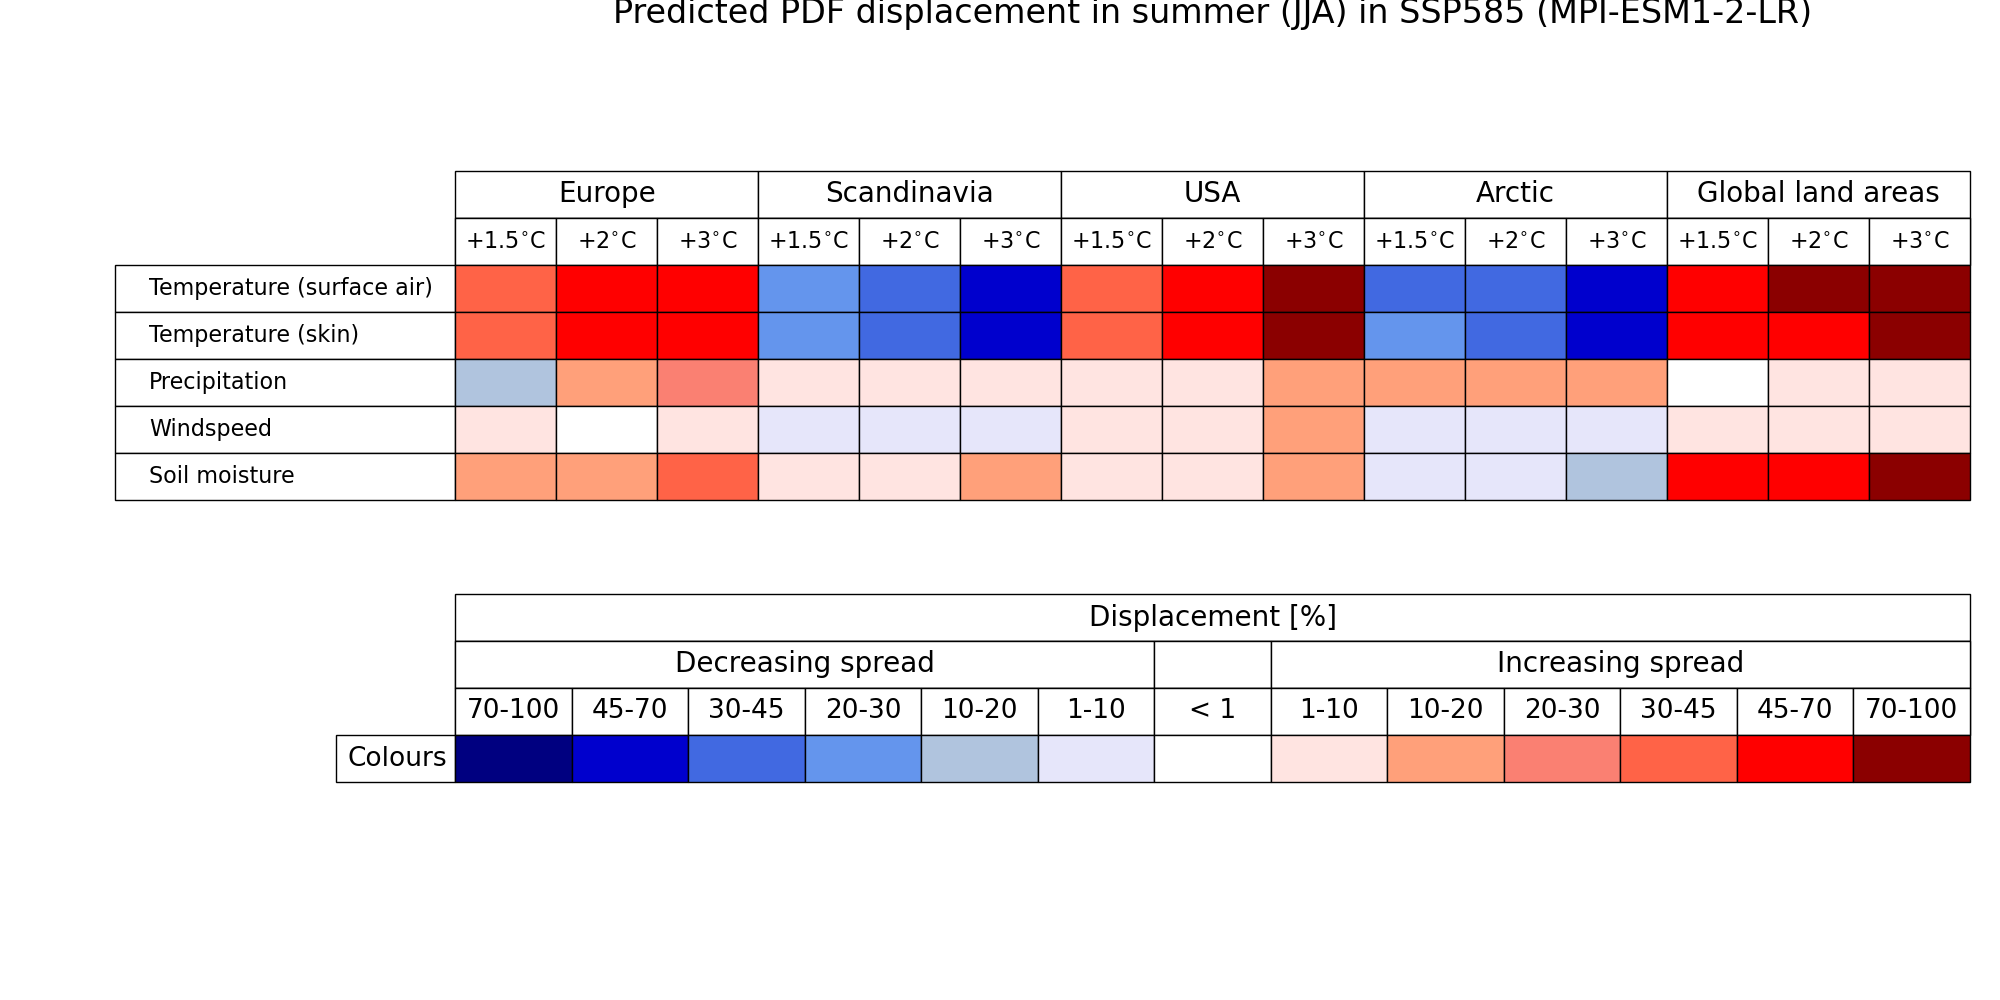 Predicted PDF displacement in summer (JJA) in SSP585 (MPI-ESM1-2-LR)
Europe Scandinavia USA Arctic Global land areas
+1.5°C +2°C +3°C +1.5°C +2°C +3°C +1.5°C +2°C +3°C +1.5°C +2°C +3°C +1.5°C +2°C +3°C
Temperature (surface air)
Temperature (skin)
Precipitation
Windspeed
Soil moisture
Displacement [%]
Decreasing spread Increasing spread
70-100 45-70 30-45 20-30 10-20 1-10 < 1 1-10 10-20 20-30 30-45 45-70 70-100
Colours